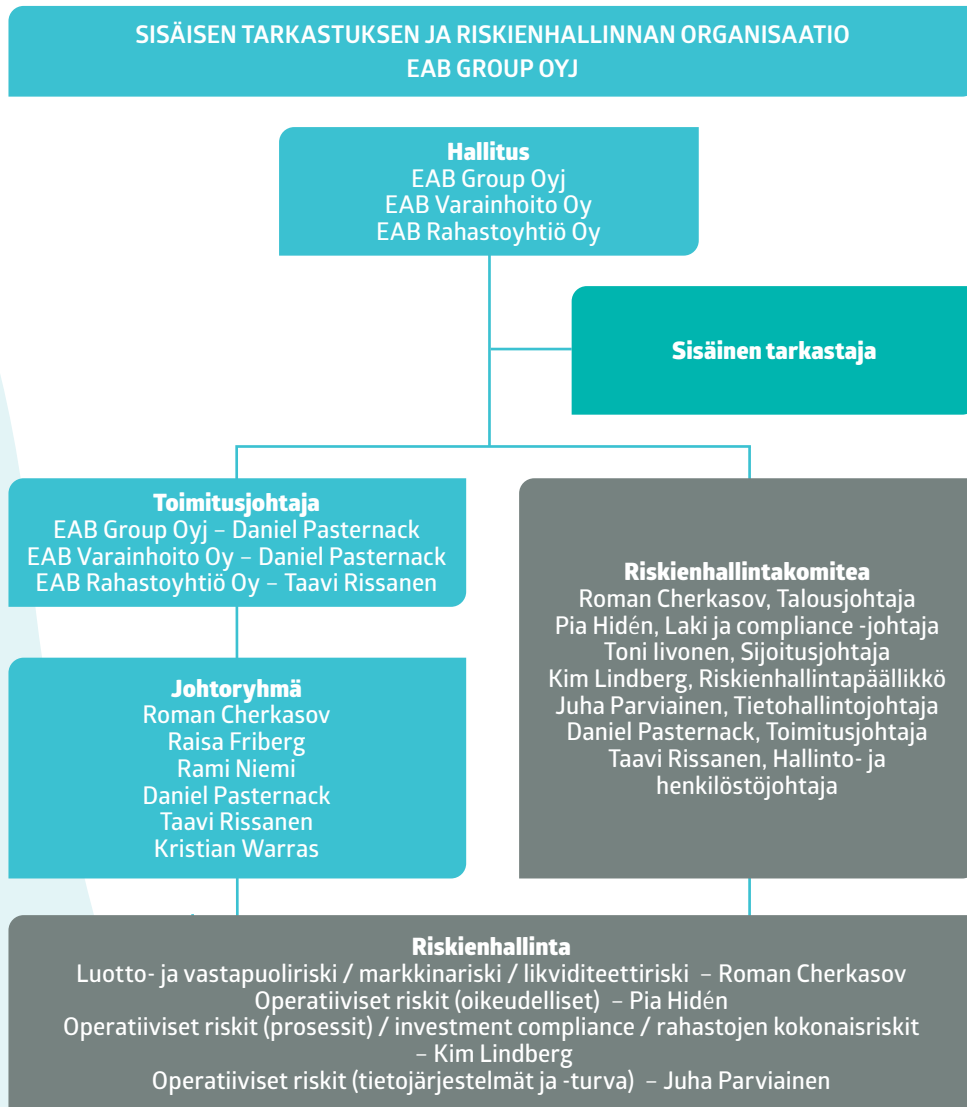 SISÄISEN TARKASTUKSEN JA RISKIENHALLINNAN ORGANISAATIO
EAB GROUP OYJ
Hallitus
EAB Group Oyj
EAB Varainhoito Oy
EAB Rahastoyhtiö Oy
Sisäinen tarkastaja
Toimitusjohtaja
EAB Group Oyj – Daniel Pasternack
EAB Varainhoito Oy – Daniel Pasternack
EAB Rahastoyhtiö Oy – Taavi Rissanen
Riskienhallintakomitea
Roman Cherkasov, Talousjohtaja
Pia Hidén, Laki ja compliance -johtaja
Toni Iivonen, Sijoitusjohtaja
Kim Lindberg, Riskienhallintapäällikkö
Juha Parviainen, Tietohallintojohtaja
Daniel Pasternack, Toimitusjohtaja
Taavi Rissanen, Hallinto- ja
henkilöstöjohtaja
Johtoryhmä
Roman Cherkasov
Raisa Friberg
Rami Niemi
Daniel Pasternack
Taavi Rissanen
Kristian Warras
Riskienhallinta
Luotto- ja vastapuoliriski / markkinariski / likviditeettiriski – Roman Cherkasov
Operatiiviset riskit (oikeudelliset) – Pia Hidén
Operatiiviset riskit (prosessit) / investment compliance / rahastojen kokonaisriskit
– Kim Lindberg
Operatiiviset riskit (tietojärjestelmät ja -turva) – Juha Parviainen